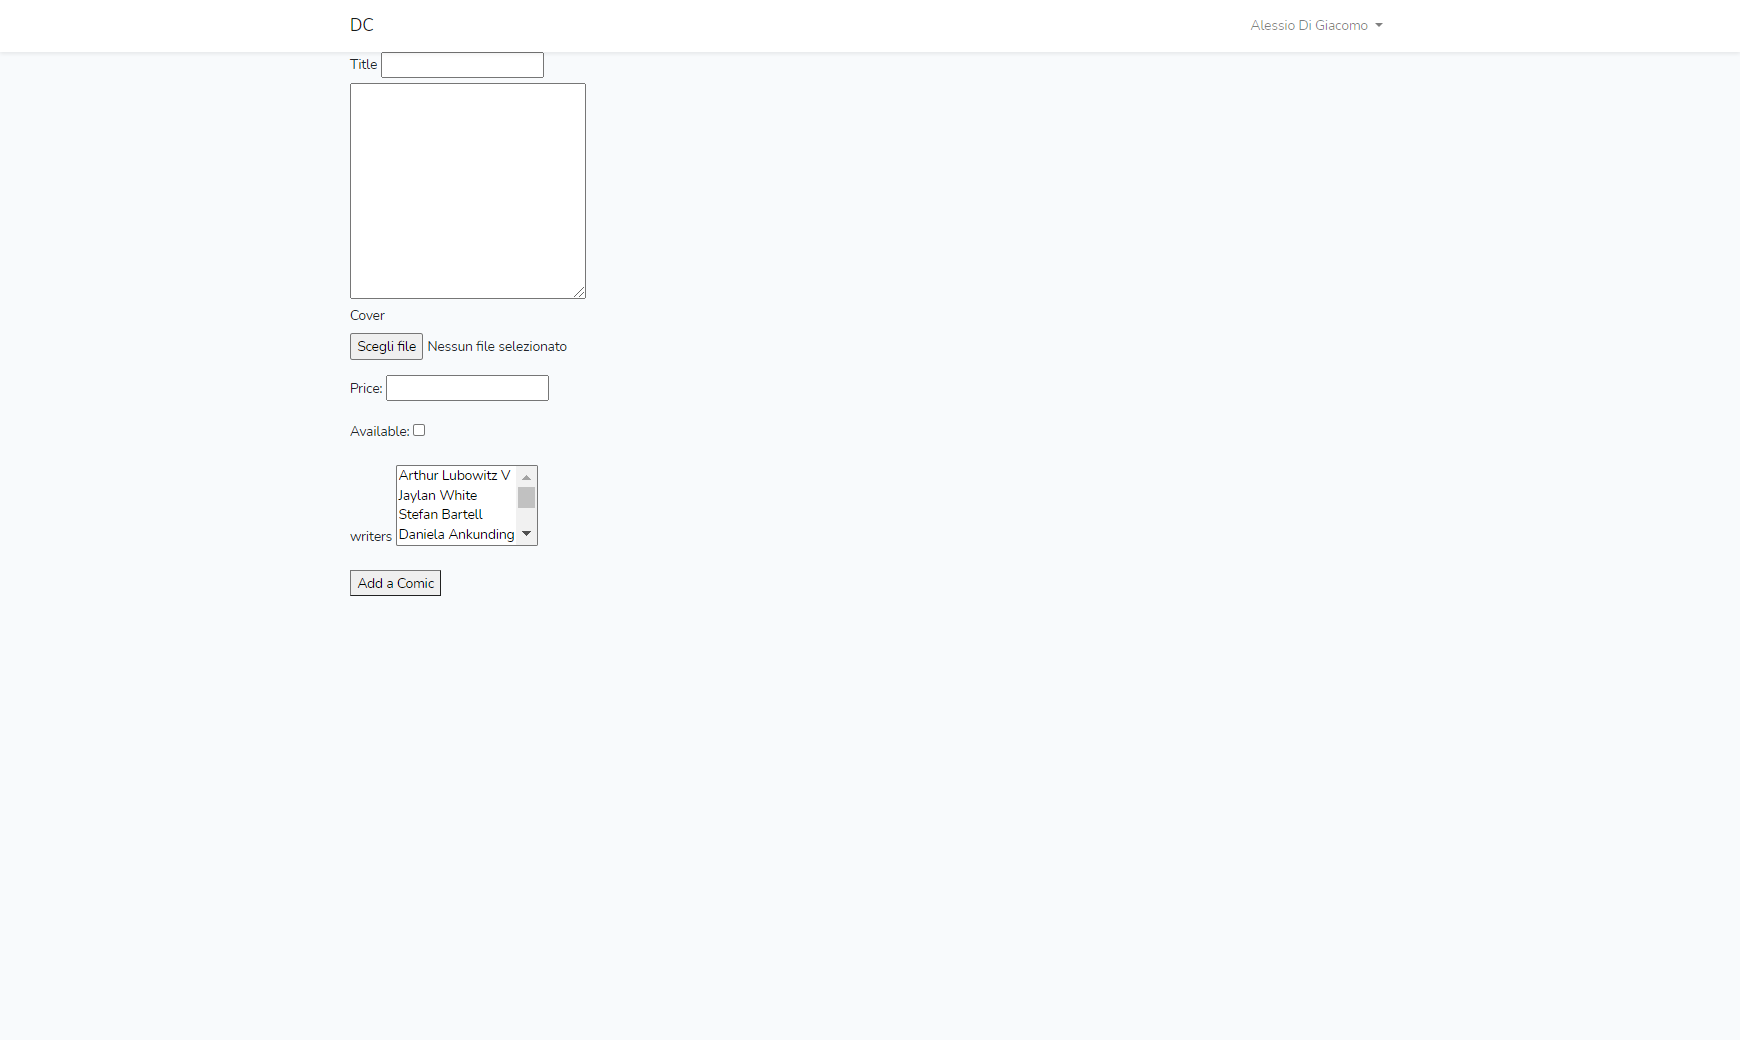 DC
Alessio Di Giacomo
Title
Cover
Scegli file Nessun file selezionato
Price:
Available:
Arthur Lubowitz V
Jaylan White
Stefan Bartell
Daniela Ankunding
writers
Add a Comic